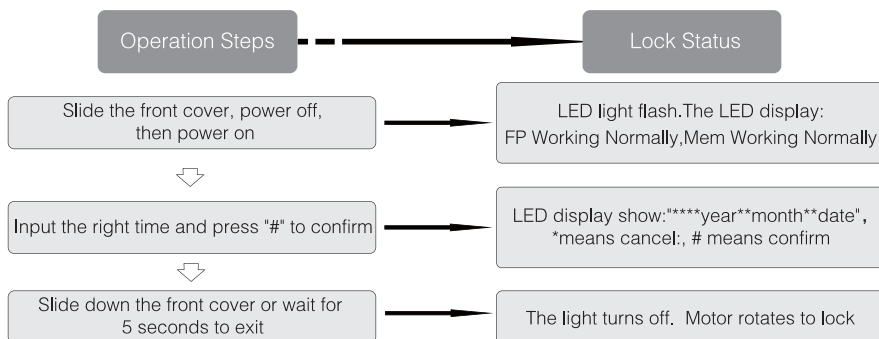 Operation Steps
Lock Status
Slide the front cover, power off,
then power on
LED light flash.The LED display:
FP Working Normally,Mem Working Normally
Input the right time and press "#" to confirm
LED display show:"****year**month**date",
*means cancel:, # means confirm
Slide down the front cover or wait for
5 seconds to exit
The light turns off. Motor rotates to lock